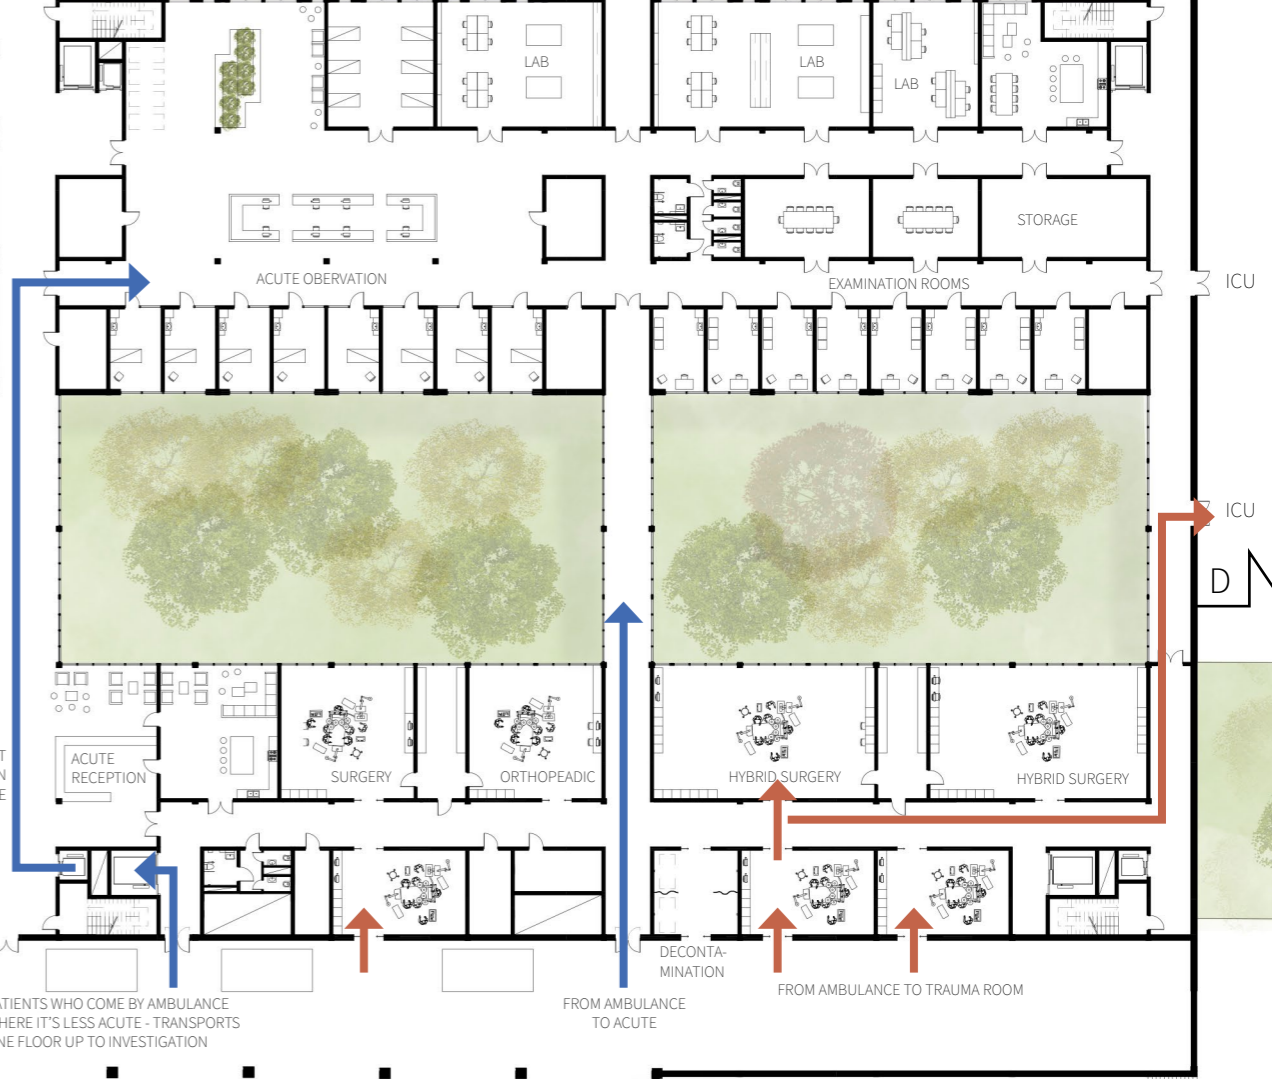 LAB
LAB
LAB
STORAGE
ACUTE OBERVATION
EXAMINATION ROOMS
ICU
ICU
D
ACUTE
RECEPTION
SURGERY
ORTHOPEADIC
HYBRID SURGERY
HYBRID SURGERY
DECONTA-
MINATION
FROM AMBULANCE TO TRAUMA ROOM
ATIENTS WHO COME BY AMBULANCE
HERE IT'S LESS ACUTE - TRANSPORTS
NE FLOOR UP TO INVESTIGATION
FROM AMBULANCE
TO ACUTE